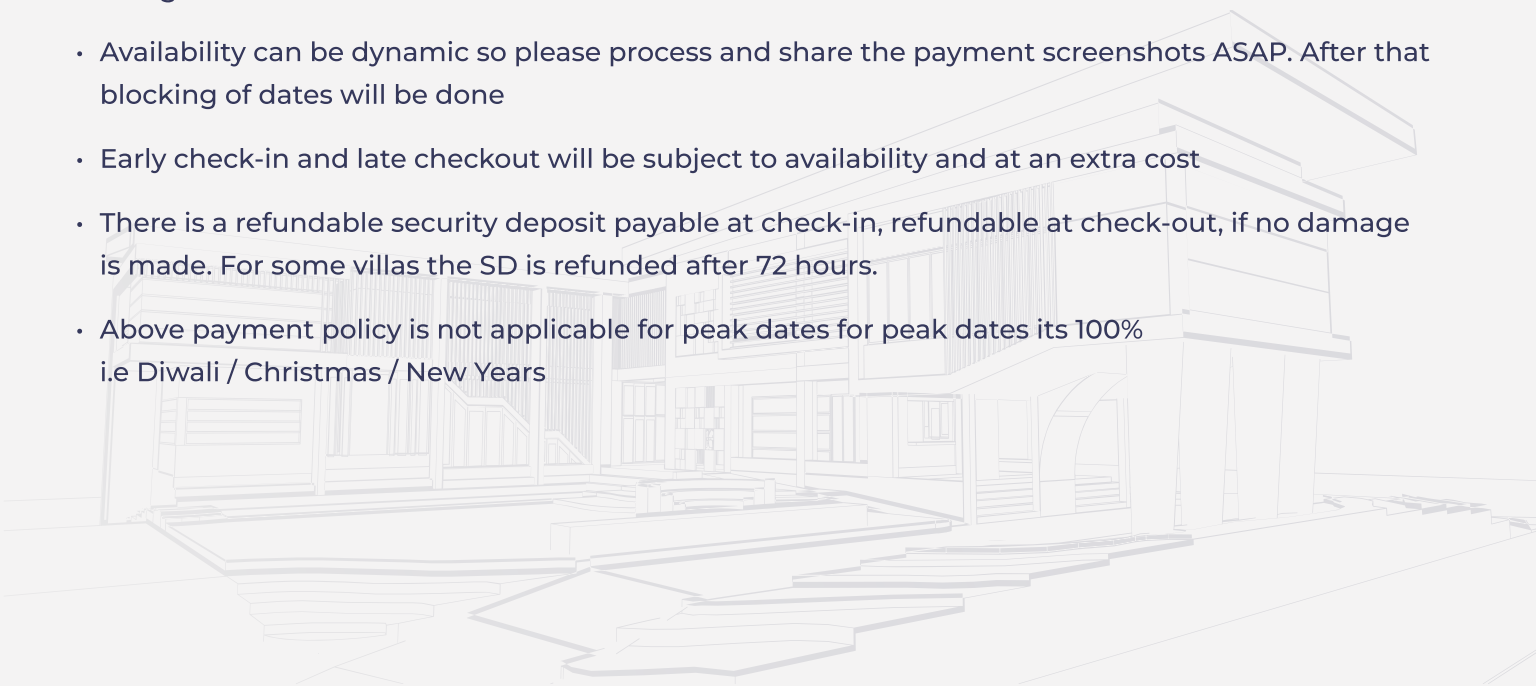 • Availability can be dynamic so please process and share the payment screenshots ASAP. After that
blocking of dates will be done
• Early check-in and late checkout will be subject to availability and at an extra cost
• There is a refundable security deposit payable at check-in, refundable at check-out, if no damage
is made. For some villas the SD is refunded after 72 hours.
• Above payment policy is not applicable for peak dates for peak dates its 100%
i.e Diwali / Christmas / New Years